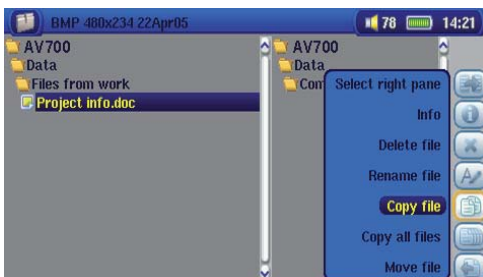 BMP 480x234 22Apr05 78 14:21
AV700
Data
Files from work
Project info.doc
AV700
Data
Select right pane
Info
Delete file
Rename file
Copy file
Copy all files
Move file